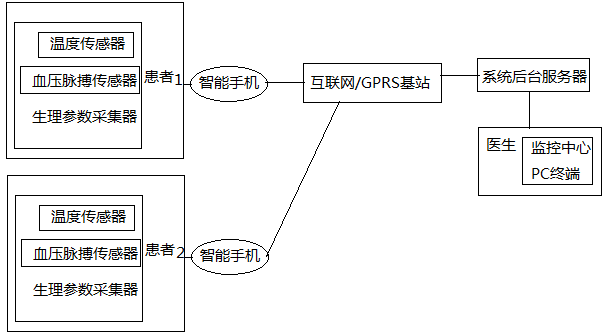 温度传感器
血压脉搏传感器
生理参数采集器
患者1
智能手机
互联网/GPRS基站
系统后台服务器
医生
监控中心
PC终端
温度传感器
血压脉搏传感器
生理参数采集器
患者2
智能手机